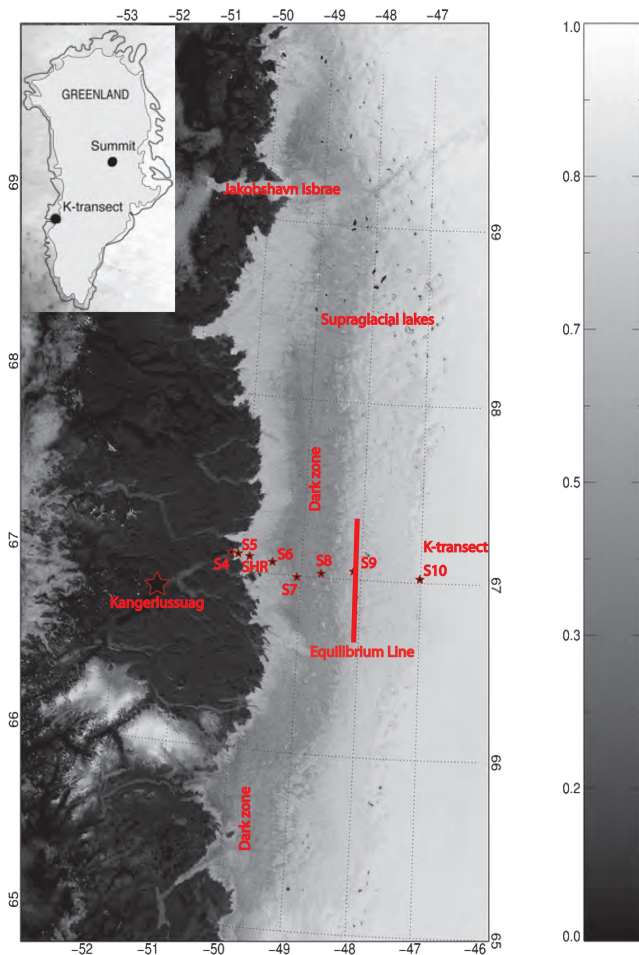 −53 −52 −51 −50 −49 −48 −47
GREENLAND
Summit
K-transect
69
Jakobshavn Isbrae
69
Supraglacial lakes
68
68
Dark zone
67
K-transect
S4
S5
SHR
S6
S7
S8
S9
S10
67
Kangerlussuag
Equilibrium Line
66
66
Dark zone
65
65
−52 −51 −50 −49 −48 −47 −46
1.0
0.8
0.7
0.5
0.3
0.2
0.0